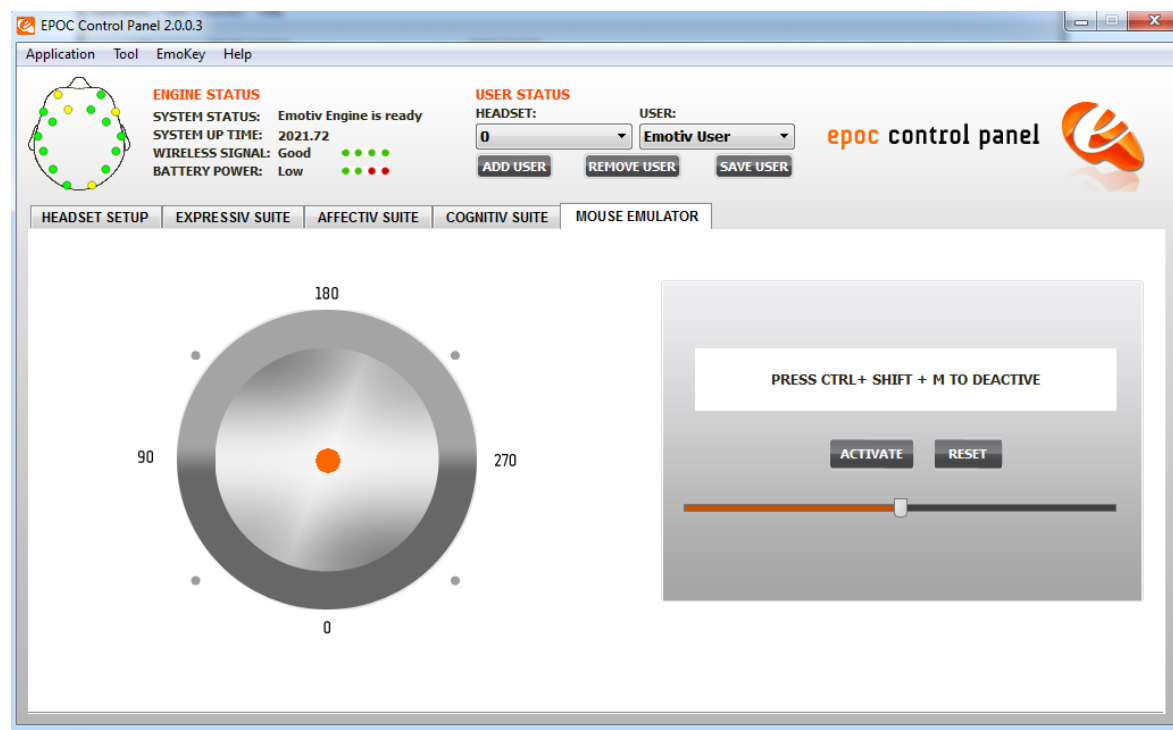 EPOC Control Panel 2.0.0.3
Application Tool EmoKey Help
ENGINE STATUS
SYSTEM STATUS: Emotiv Engine is ready
SYSTEM UP TIME: 2021.72
WIRELESS SIGNAL: Good
BATTERY POWER: Low
USER STATUS
HEADSET: USER:
0 Emotiv User
ADD USER REMOVE USER SAVE USER
epoc control panel
HEADSET SETUP EXPRESSIV SUITE AFFECTIV SUITE COGNITIV SUITE MOUSE EMULATOR
180
90 270
0
PRESS CTRL+ SHIFT + M TO DEACTIVE
ACTIVATE RESET